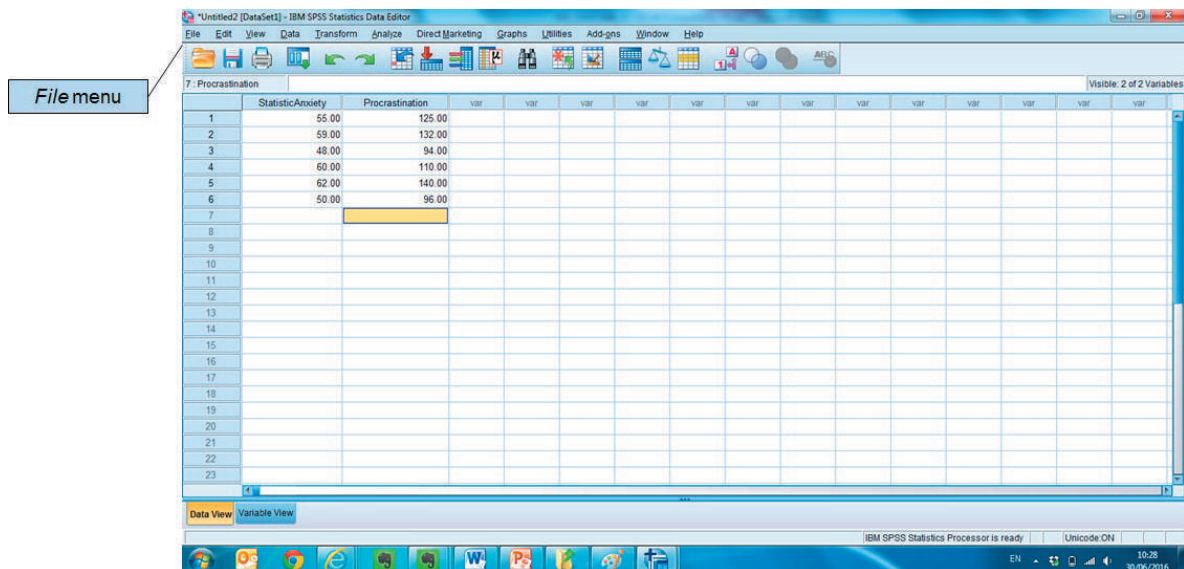 *Untitled2 [DataSet1] - IBM SPSS Statistics Data Editor
File Edit View Data Transform Analyze Direct Marketing Graphs Utilities Add-ons Window Help
File menu
7 : Procrastination
Visible: 2 of 2 Variables
StatisticAnxiety Procrastination var var var var var var var var var var var var var
1 55.00 125.00
2 59.00 132.00
3 48.00 94.00
4 60.00 110.00
5 62.00 140.00
6 50.00 96.00
7
8
9
10
11
12
13
14
15
16
17
18
19
20
21
22
23
Data View Variable View
IBM SPSS Statistics Processor is ready Unicode:ON
EN 10:28
30/06/2016